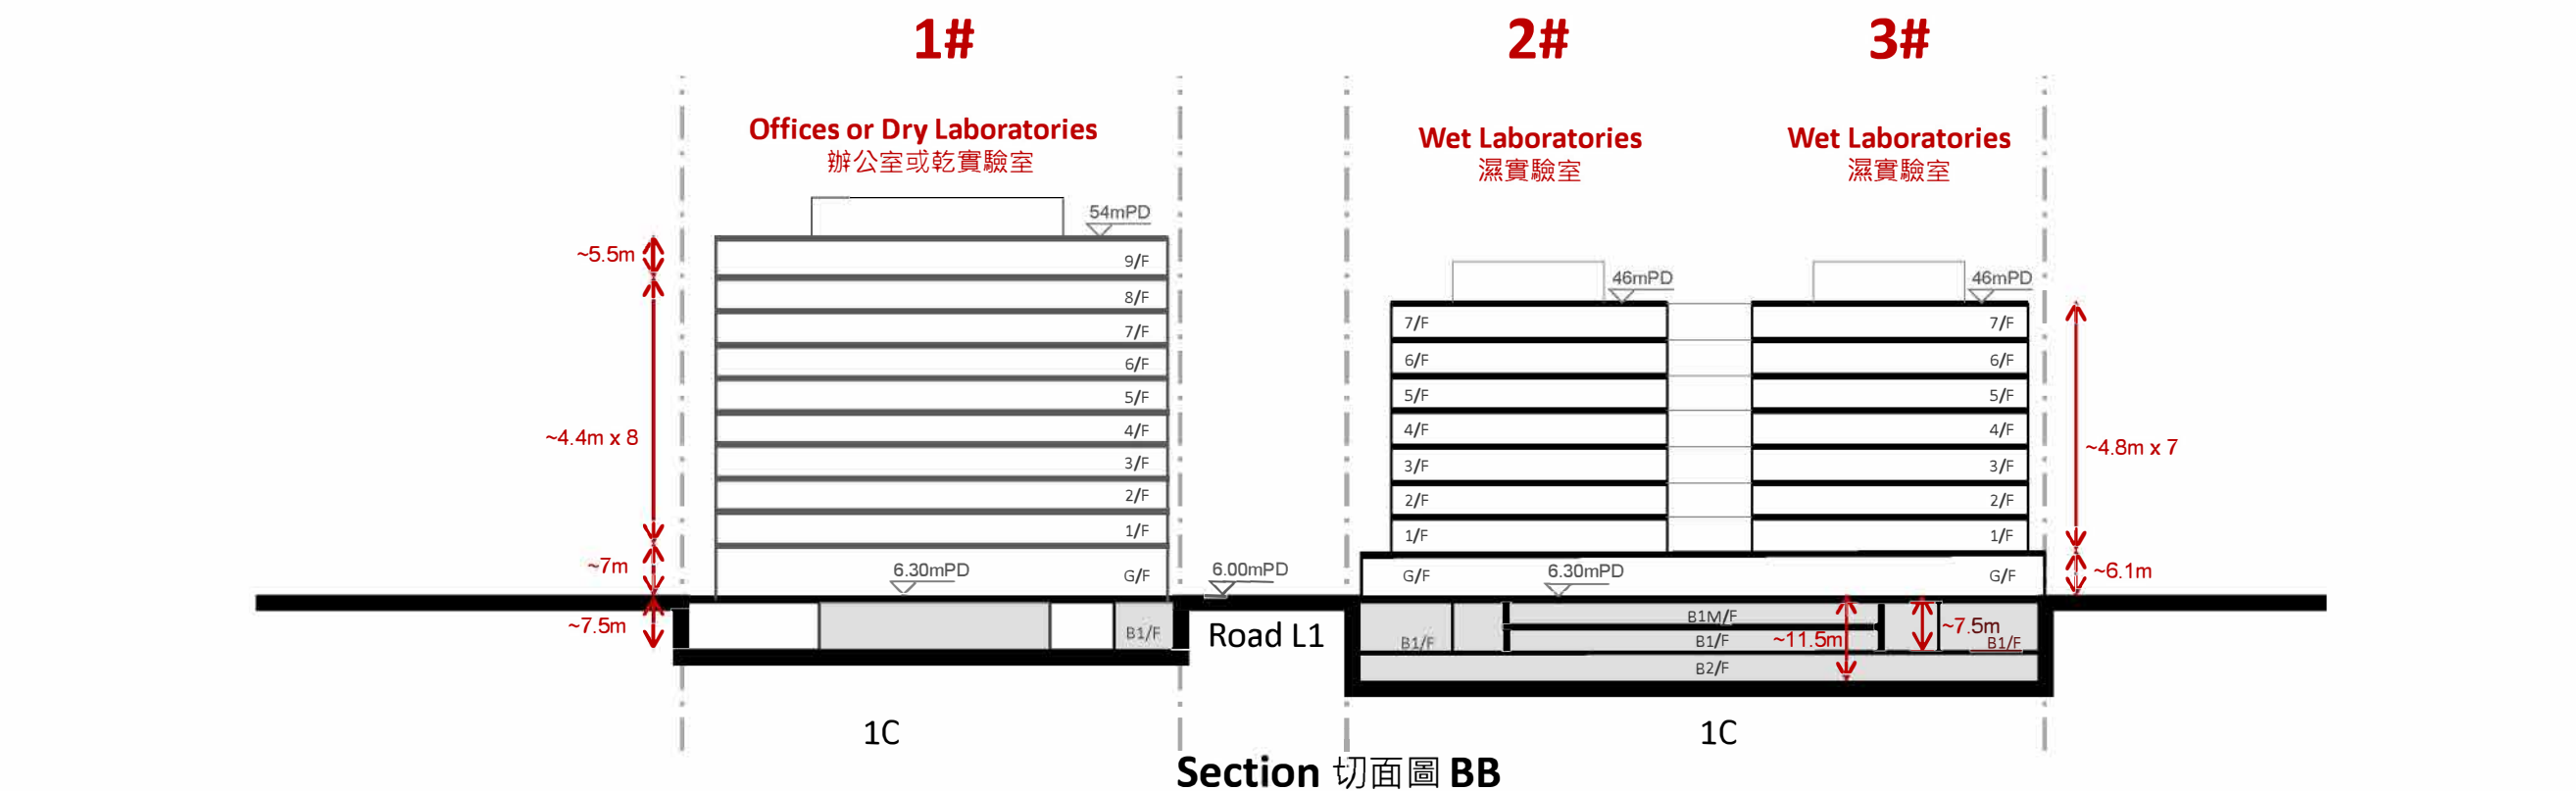 1#
2#
3#
Offices or Dry Laboratories
辦公室或乾實驗室
Wet Laboratories
濕實驗室
Wet Laboratories
濕實驗室
54mPD
46mPD
46mPD
~5.5m
~4.4m x 8
~7m
~7.5m
9/F
8/F
7/F
6/F
5/F
4/F
3/F
2/F
1/F
G/F
6.30mPD
B1/F
6.00mPD
Road L1
7/F
6/F
5/F
4/F
3/F
2/F
1/F
G/F
6.30mPD
7/F
6/F
5/F
4/F
3/F
2/F
1/F
G/F
~4.8m x 7
~6.1m
B1/F
B1M/F
B1/F
B2/F
~11.5m
~7.5m
B1/F
1C
1C
Section 切面圖 BB